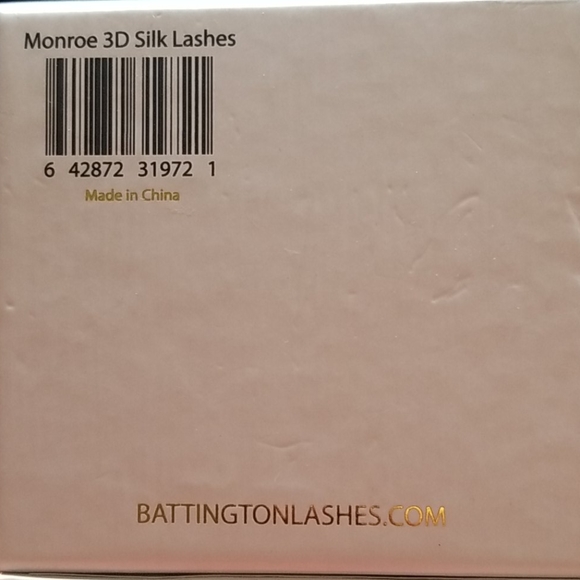 Monroe 3D Silk Lashes
6 42872 31972 1
Made in China
BATTINGTONLASHES.COM